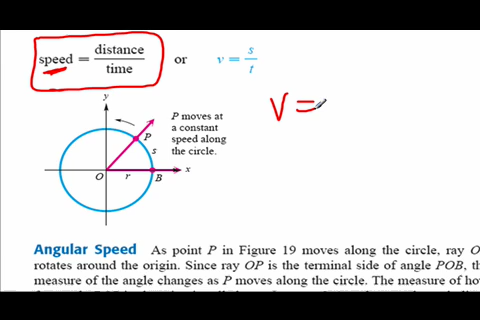 speed = distance / time or v = s / t
V =
y
P moves at
a constant
speed along
the circle.
P
s
O r B x
Angular Speed As point P in Figure 19 moves along the circle, ray O
rotates around the origin. Since ray OP is the terminal side of angle POB, th
measure of the angle changes as P moves along the circle. The measure of ho